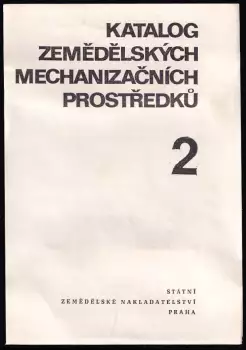 KATALOG
ZEMĚDĚLSKÝCH
MECHANIZAČNÍCH
PROSTŘEDKŮ
2
STÁTNÍ
ZEMĚDĚLSKÉ NAKLADATELSTVÍ
PRAHA